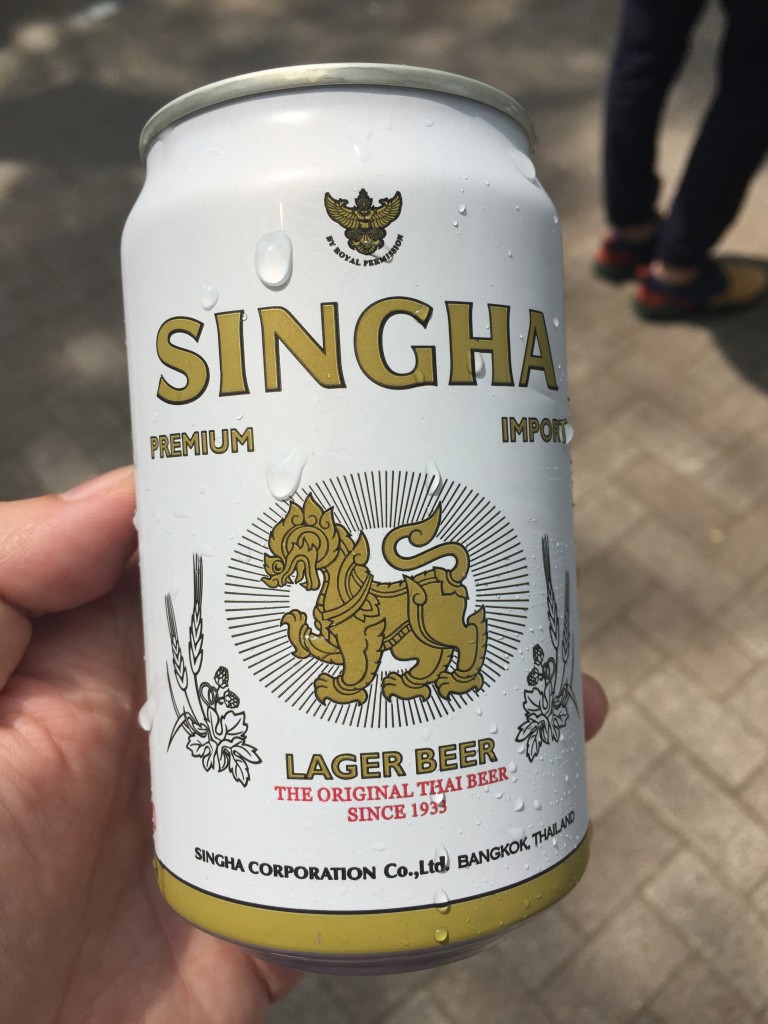 BY ROYAL PERMISSION
SINGHA
PREMIUM IMPORT
LAGER BEER
THE ORIGINAL THAI BEER
SINCE 1933
SINGHA CORPORATION Co.,Ltd. BANGKOK, THAILAND